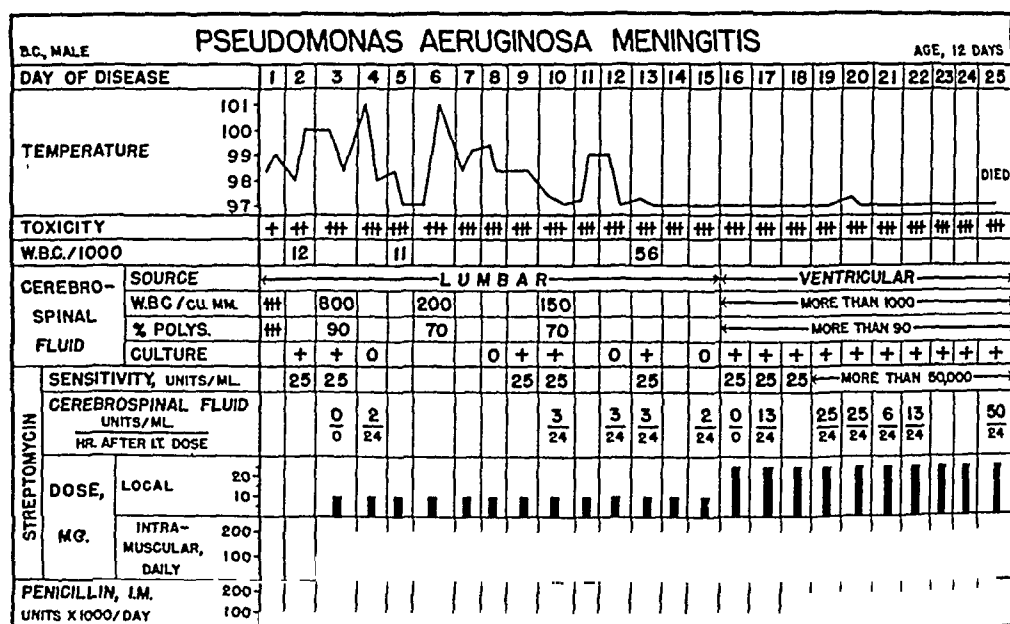 B.C., MALE PSEUDOMONAS AERUGINOSA MENINGITIS AGE, 12 DAYS
DAY OF DISEASE 1 2 3 4 5 6 7 8 9 10 11 12 13 14 15 16 17 18 19 20 21 22 23 24 25
TEMPERATURE
101
100
99
98
97
DIED
TOXICITY + ++ +++ +++ +++ +++ +++ +++ +++ +++ +++ +++ +++ +++ +++ +++ +++ +++ +++ +++ +++ +++ +++ +++ +++
W.B.C./1000 12 11 56
CEREBRO-SPINAL FLUID
SOURCE LUMBAR VENTRICULAR
W.B.C/CU. MM. +++ 800 200 150 MORE THAN 1000
% POLYS. +++ 90 70 70 MORE THAN 90
CULTURE + + 0 0 + + 0 + 0 + + + + + + + + + +
STREPTOMYCIN
SENSITIVITY, UNITS/ML. 25 25 25 25 25 25 25 25 MORE THAN 50,000
CEREBROSPINAL FLUID
UNITS/ML. 0 2 3 3 3 2 0 13 25 25 6 13 50
HR. AFTER I.T. DOSE 0 24 24 24 24 24 0 24 24 24 24 24 24
DOSE, MG.
LOCAL 20
10
INTRA-MUSCULAR, DAILY 200
100
PENICILLIN, I.M. 200
UNITS X1000/DAY 100